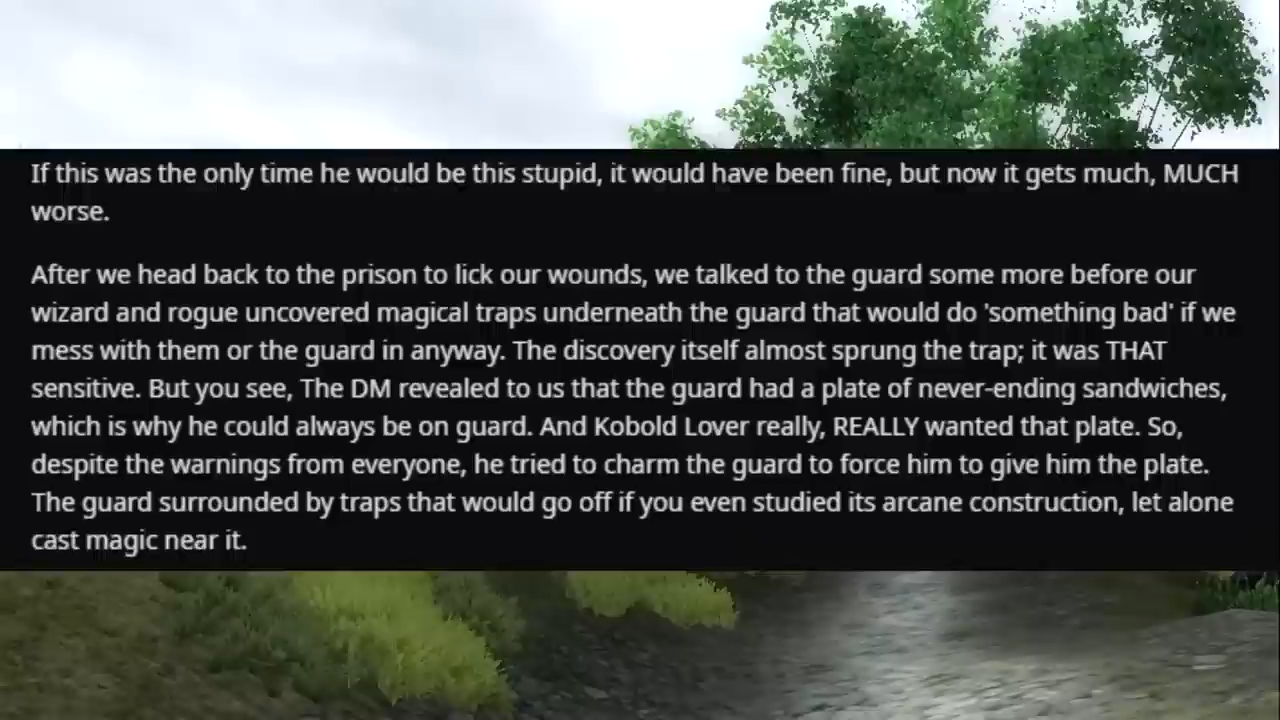 If this was the only time he would be this stupid, it would have been fine, but now it gets much, MUCH
worse.
After we head back to the prison to lick our wounds, we talked to the guard some more before our
wizard and rogue uncovered magical traps underneath the guard that would do 'something bad' if we
mess with them or the guard in anyway. The discovery itself almost sprung the trap; it was THAT
sensitive. But you see, The DM revealed to us that the guard had a plate of never-ending sandwiches,
which is why he could always be on guard. And Kobold Lover really, REALLY wanted that plate. So,
despite the warnings from everyone, he tried to charm the guard to force him to give him the plate.
The guard surrounded by traps that would go off if you even studied its arcane construction, let alone
cast magic near it.